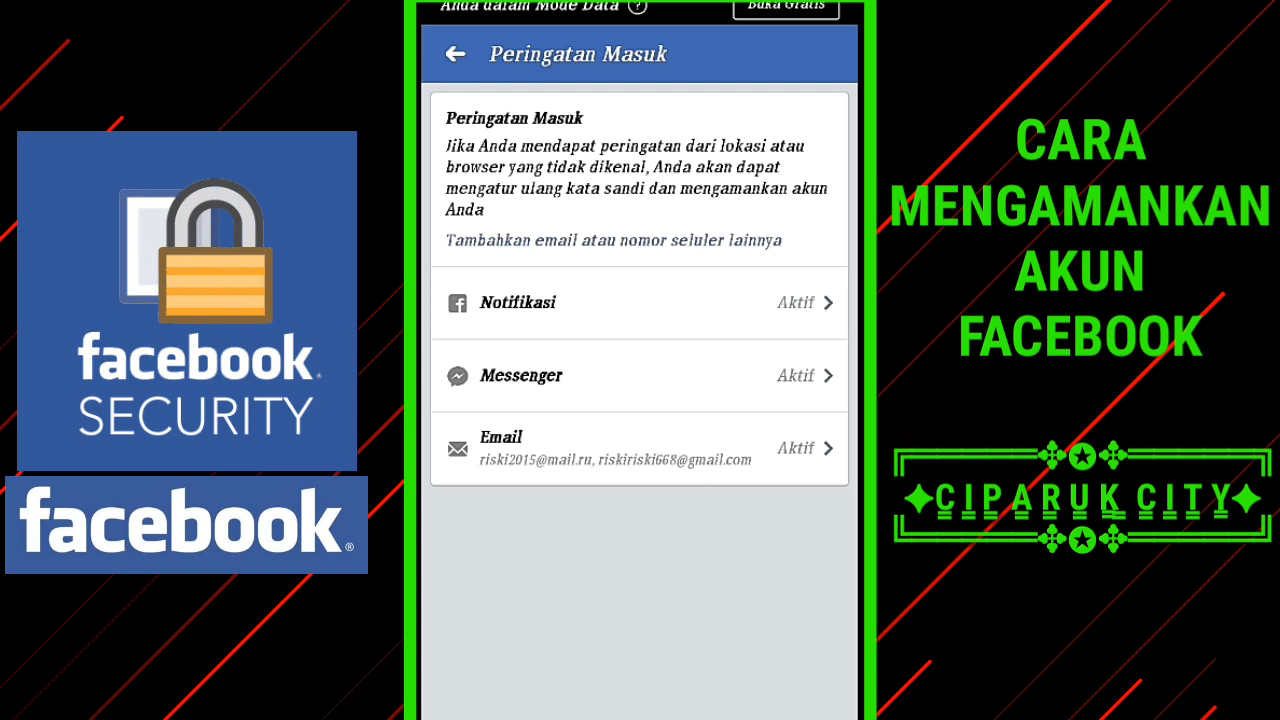 Anda dalam Mode Data ?
Buka Gratis
Peringatan Masuk
Peringatan Masuk
Jika Anda mendapat peringatan dari lokasi atau
browser yang tidak dikenal, Anda akan dapat
mengatur ulang kata sandi dan mengamankan akun
Anda
Tambahkan email atau nomor seluler lainnya
Notifikasi Aktif
Messenger Aktif
Email
riski2015@mail.ru, riskiriski668@gmail.com Aktif
facebook
SECURITY
facebook®
CARA
MENGAMANKAN
AKUN
FACEBOOK
CIPARUK CITY